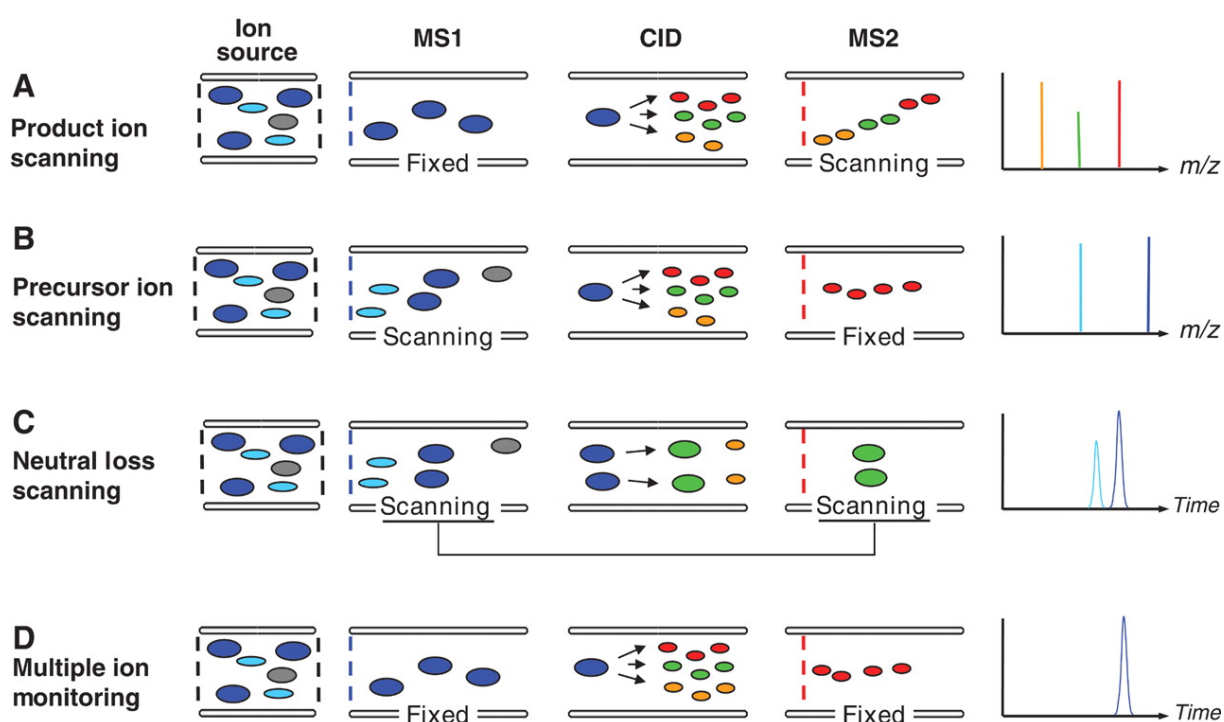 Ion
source
MS1
CID
MS2
A
Product ion
scanning
Fixed
Scanning
m/z
B
Precursor ion
scanning
Scanning
Fixed
m/z
C
Neutral loss
scanning
Scanning
Scanning
Time
D
Multiple ion
monitoring
Fixed
Fixed
Time